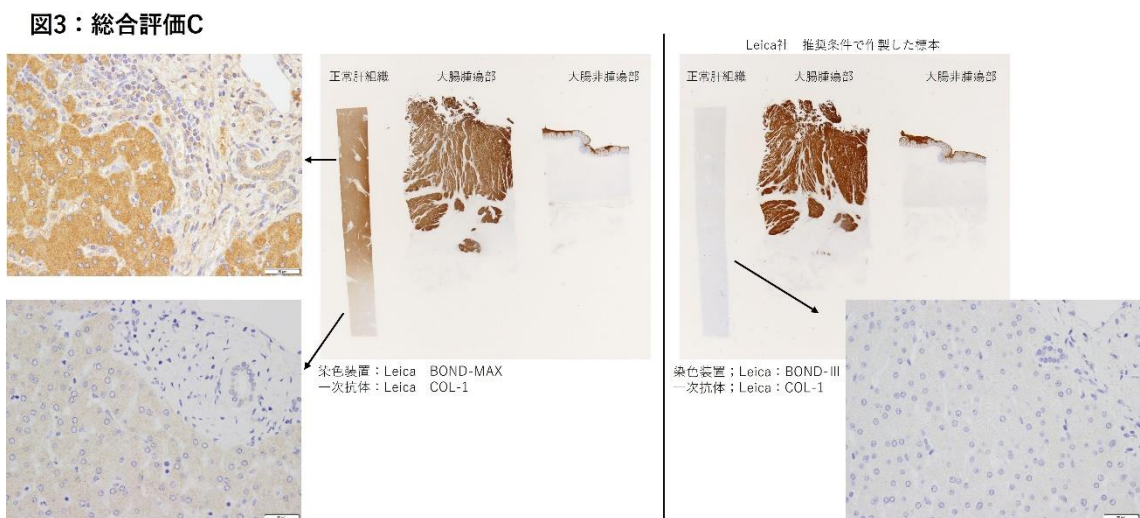 図3：総合評価C
正常肝組織
大腸腫瘍部
大腸非腫瘍部
染色装置：Leica BOND-MAX
一次抗体：Leica COL-1
Leica社 推奨条件で作製した標本
正常肝組織
大腸腫瘍部
大腸非腫瘍部
染色装置；Leica：BOND-III
一次抗体；Leica：COL-1